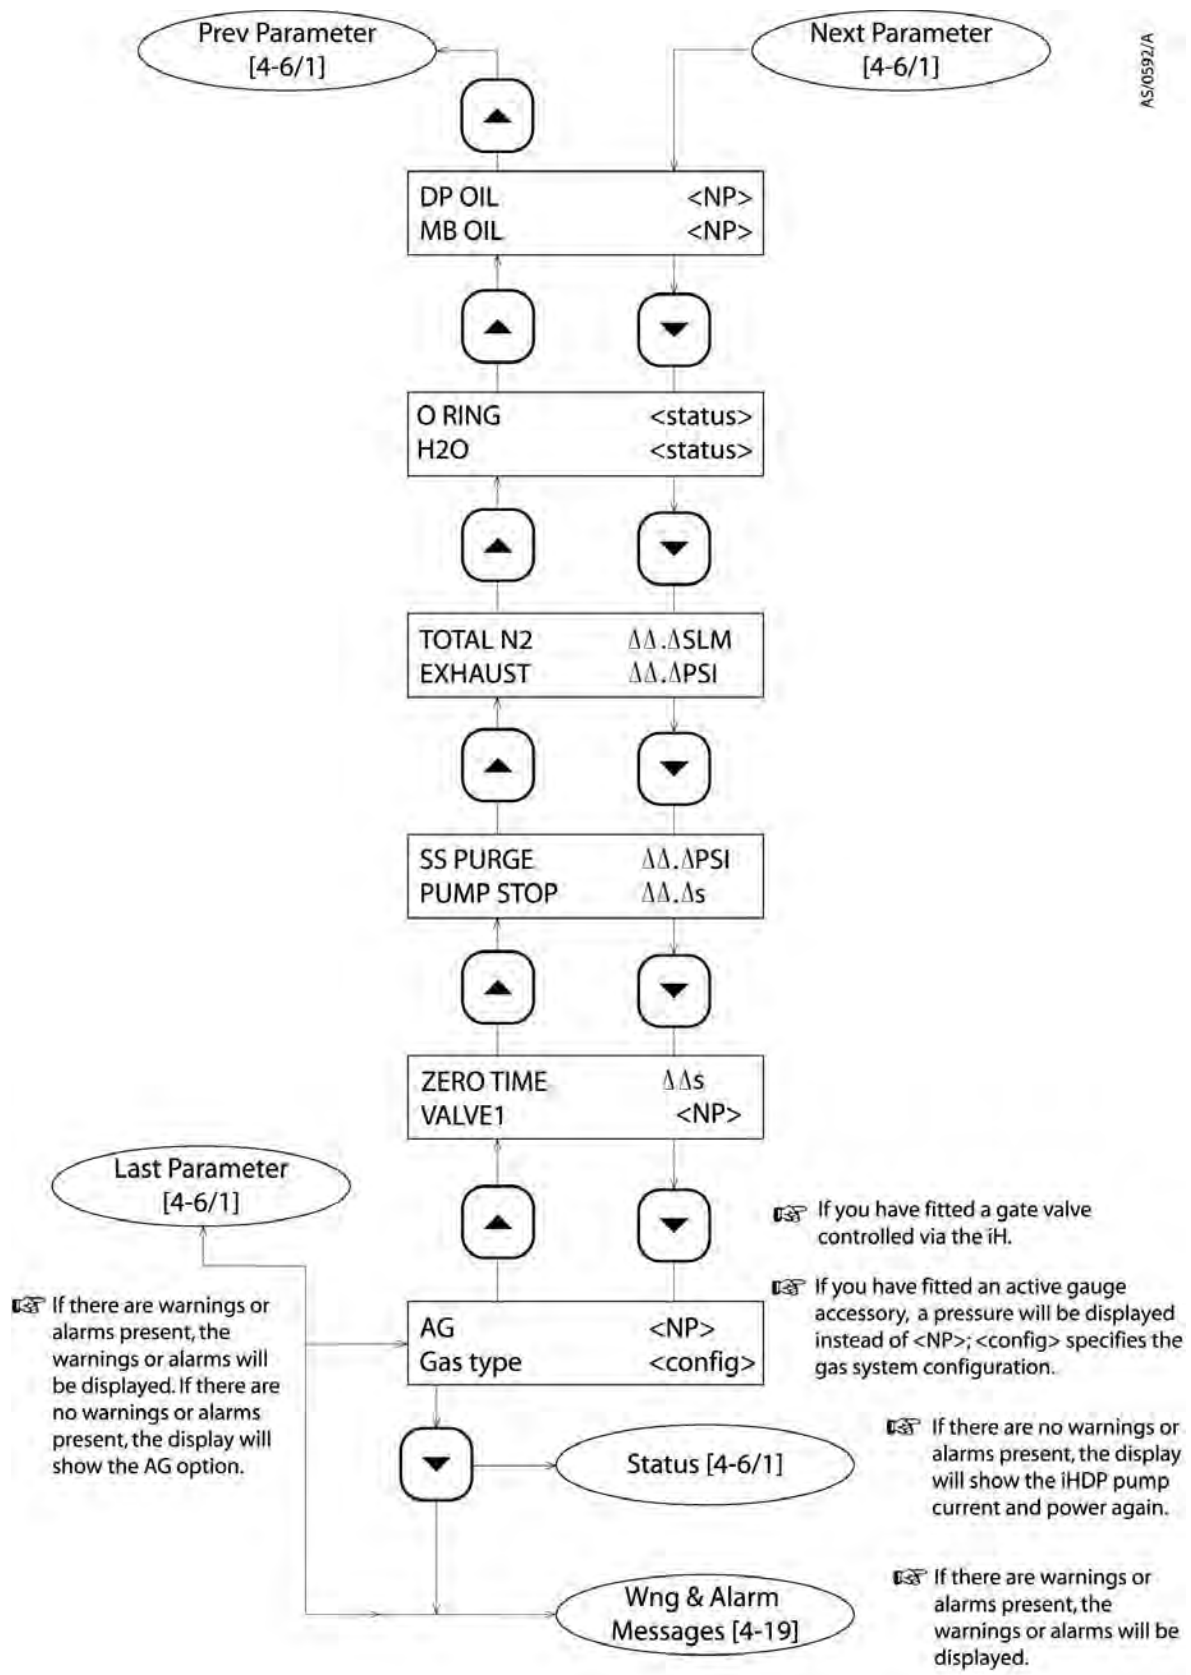 Prev Parameter
[4-6/1]
Next Parameter
[4-6/1]
AS/0592/A
DP OIL <NP>
MB OIL <NP>
O RING <status>
H2O <status>
TOTAL N2 ΔΔ.ΔSLM
EXHAUST ΔΔ.ΔPSI
SS PURGE ΔΔ.ΔPSI
PUMP STOP ΔΔ.Δs
ZERO TIME ΔΔs
VALVE1 <NP>
Last Parameter
[4-6/1]
If you have fitted a gate valve
controlled via the iH.
If there are warnings or
alarms present, the
warnings or alarms will
be displayed. If there are
no warnings or alarms
present, the display will
show the AG option.
If you have fitted an active gauge
accessory, a pressure will be displayed
instead of <NP>; <config> specifies the
gas system configuration.
AG <NP>
Gas type <config>
Status [4-6/1]
If there are no warnings or
alarms present, the display
will show the iHDP pump
current and power again.
Wng & Alarm
Messages [4-19]
If there are warnings or
alarms present, the
warnings or alarms will be
displayed.